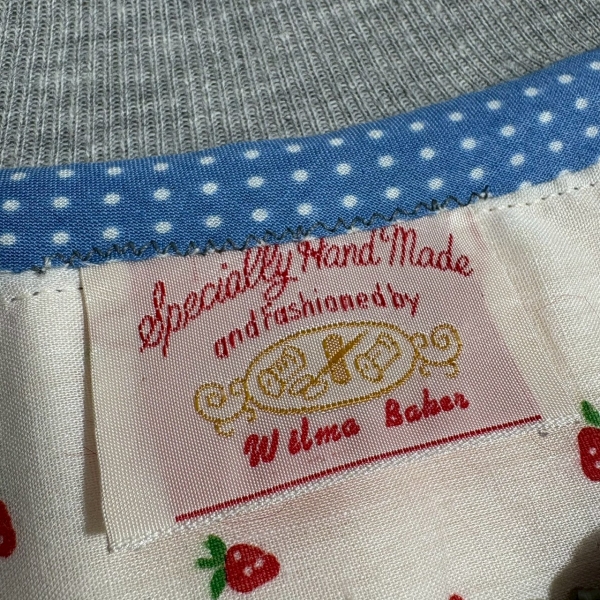 Specially Hand Made
and Fashioned by
Wilma Baker